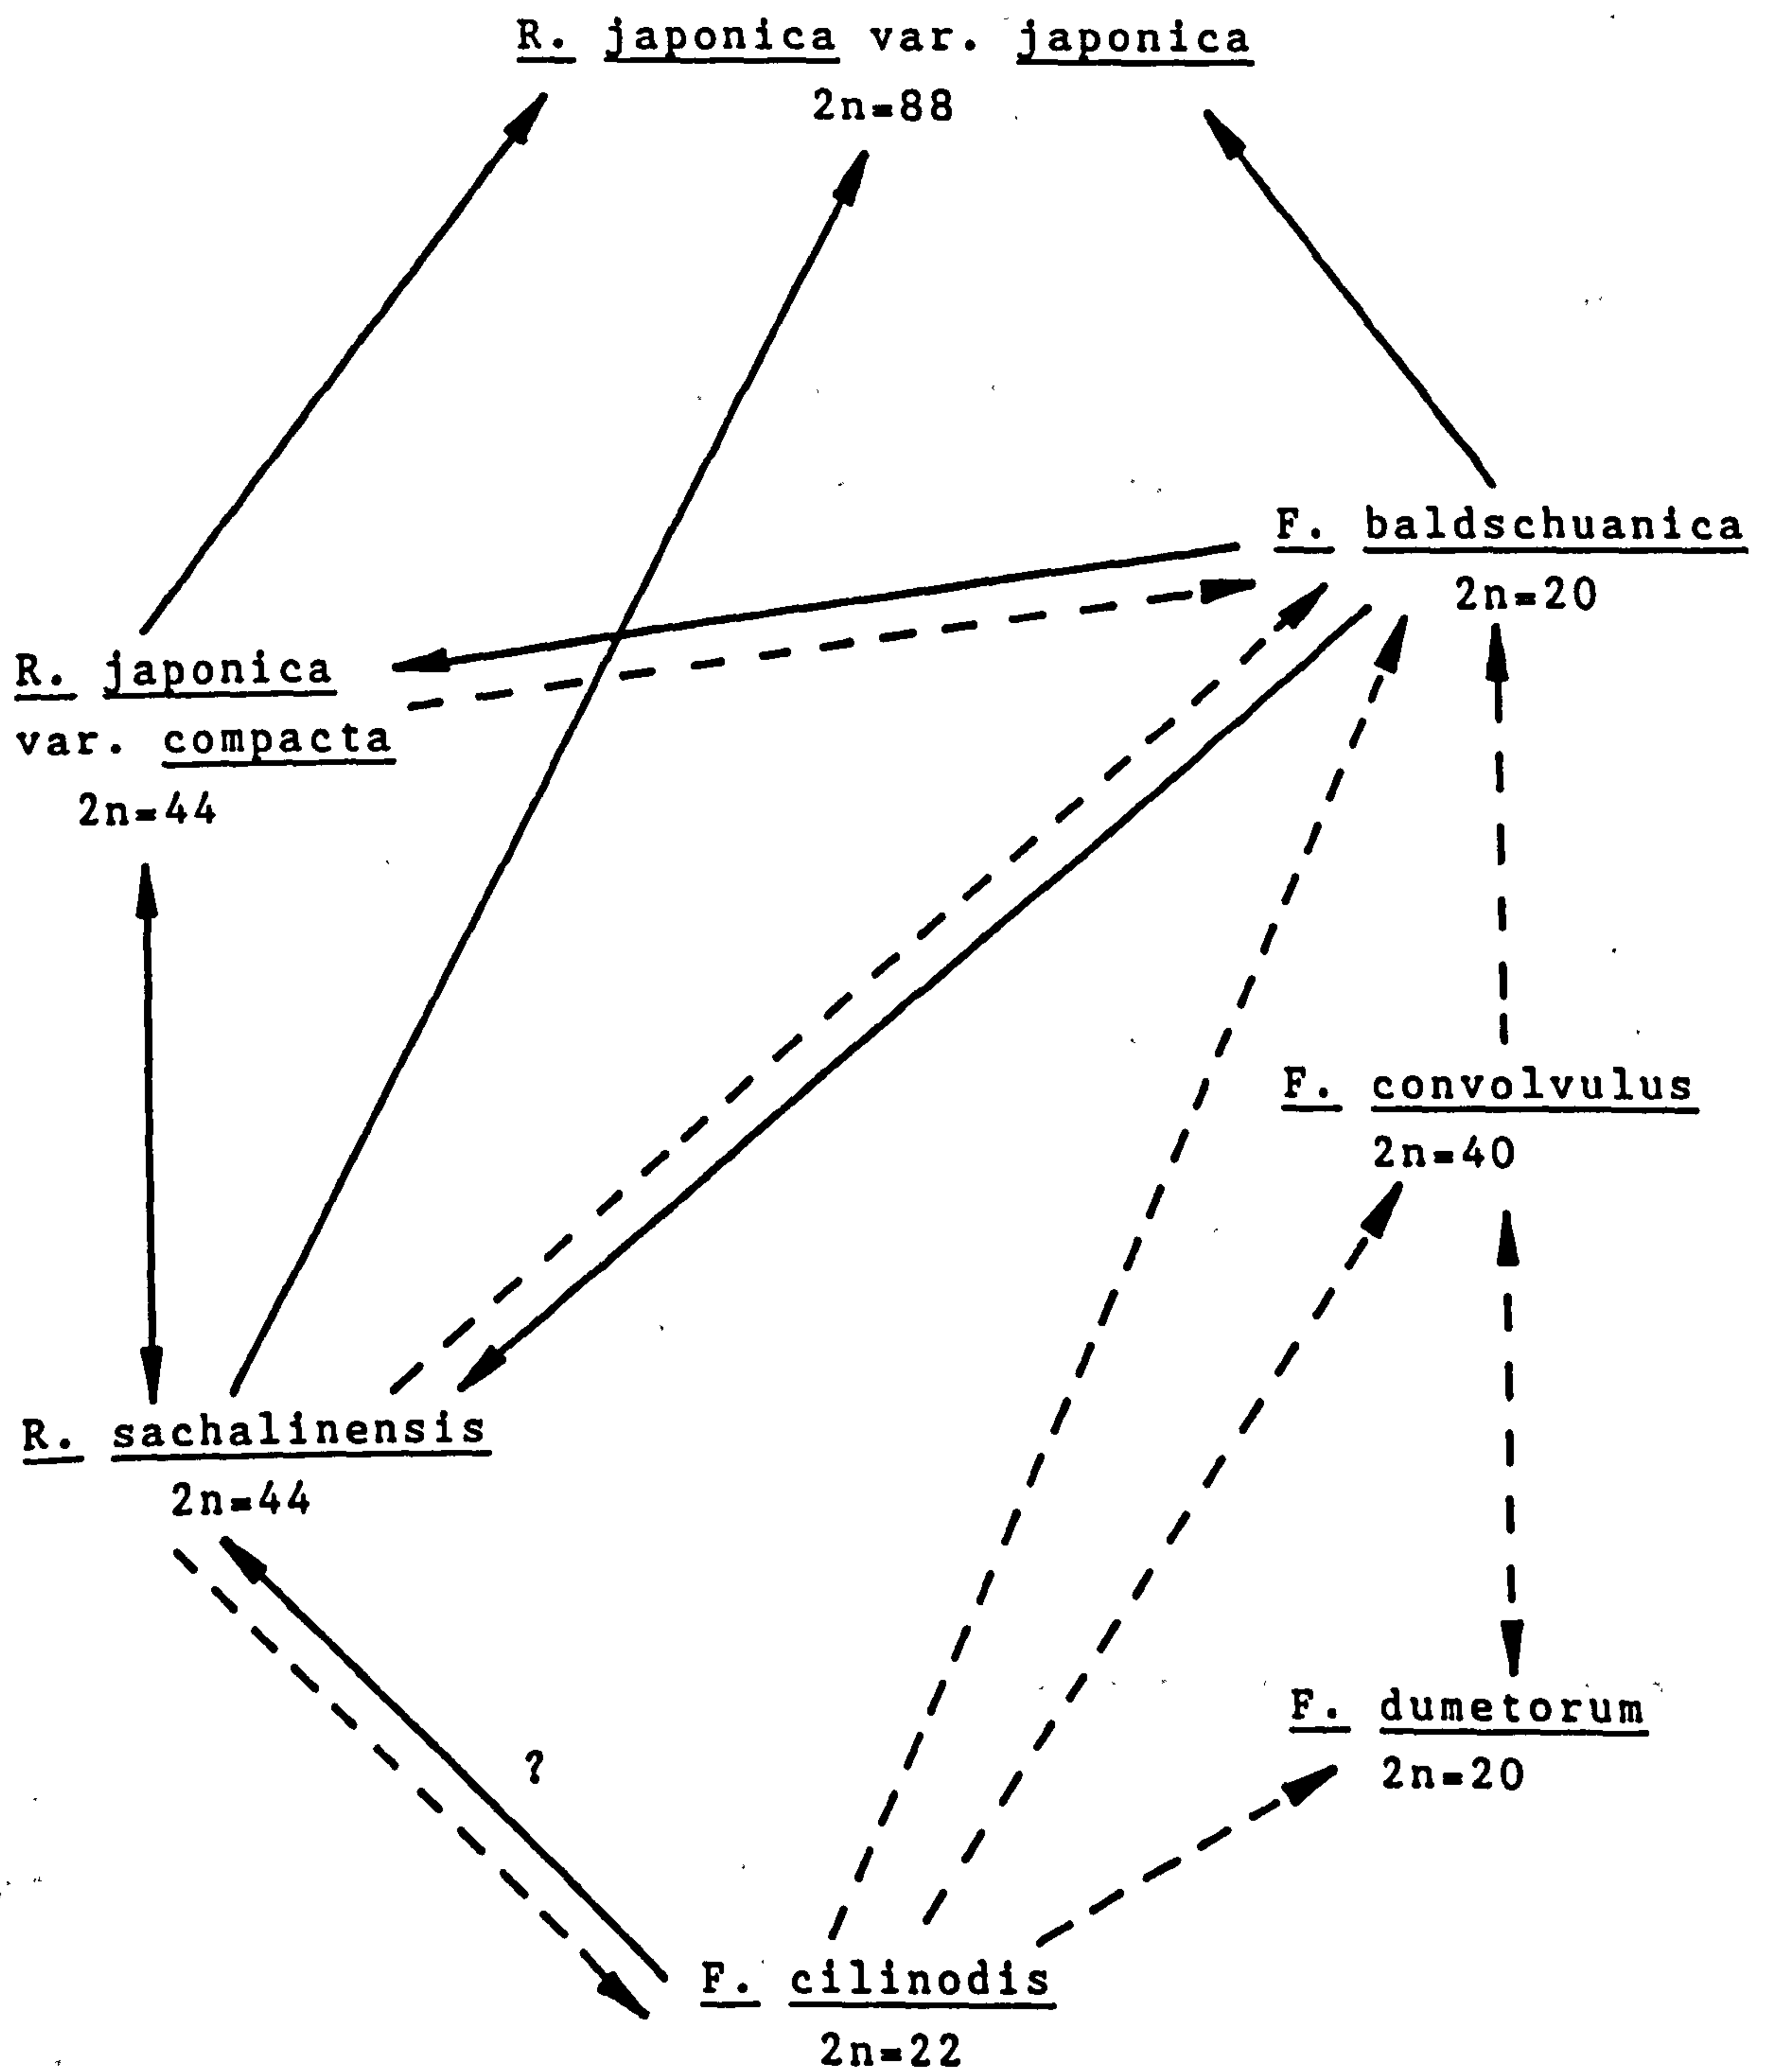 R. japonica var. japonica
2n=88
F. baldschuanica
2n=20
R. japonica
var. compacta
2n=44
F. convolvulus
2n=40
R. sachalinensis
2n=44
F. dumetorum
2n=20
?
F. cilinodis
2n=22